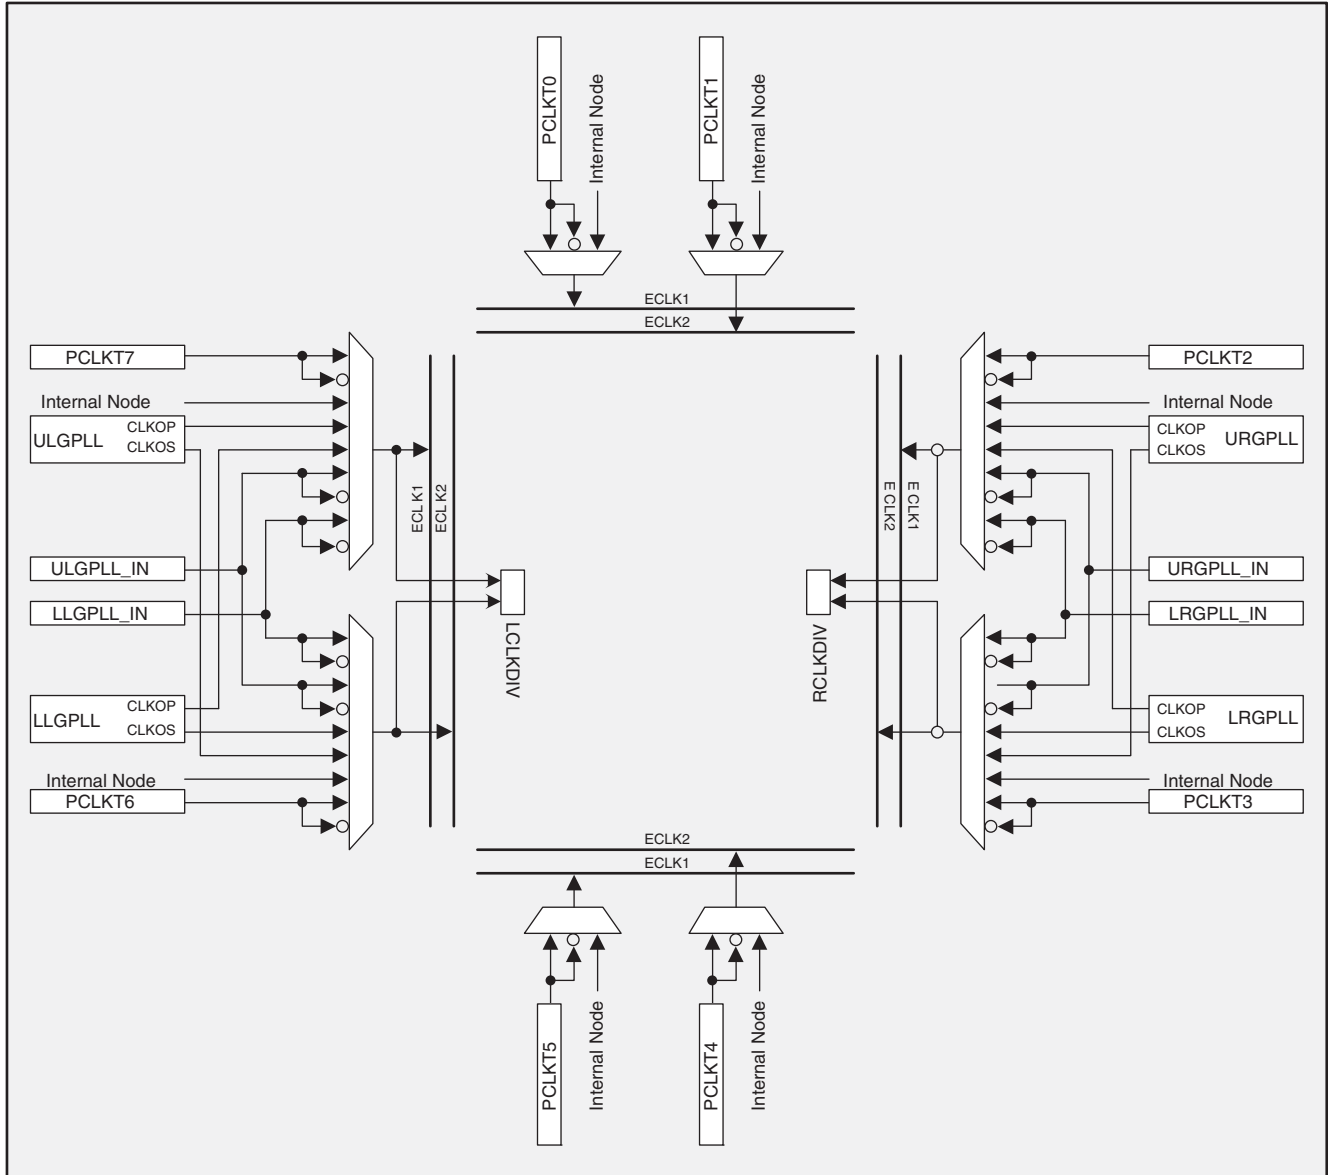 PCLKT0
Internal Node
PCLKT1
Internal Node
ECLK1
ECLK2
PCLKT7
Internal Node
ULGPLL
CLKOP
CLKOS
ULGPLL_IN
LLGPLL_IN
LLGPLL
CLKOP
CLKOS
Internal Node
PCLKT6
ECLK1
ECLK2
LCLKDIV
RCLKDIV
ECLK2
ECLK1
PCLKT2
Internal Node
CLKOP
CLKOS
URGPLL
URGPLL_IN
LRGPLL_IN
CLKOP
CLKOS
LRGPLL
Internal Node
PCLKT3
ECLK2
ECLK1
PCLKT5
Internal Node
PCLKT4
Internal Node